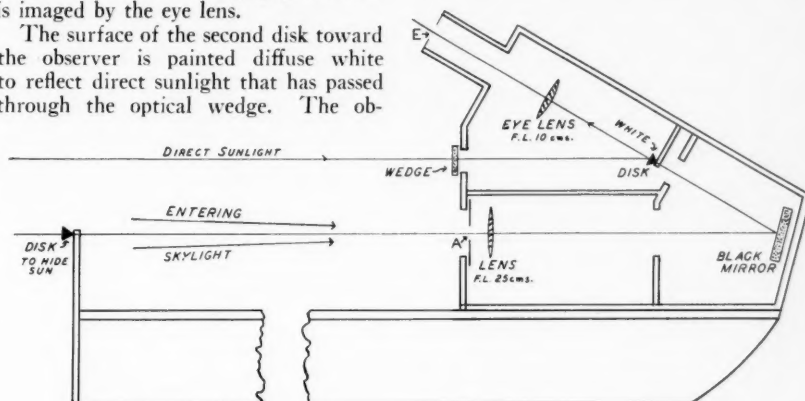 is imaged by the eye lens.
The surface of the second disk toward
the observer is painted diffuse white
to reflect direct sunlight that has passed
through the optical wedge. The ob-
E
EYE LENS
F.L. 10 cms.
WHITE
DIRECT SUNLIGHT
WEDGE
DISK
ENTERING
SKYLIGHT
DISK
TO HIDE
SUN
A
LENS
F.L. 25 cms.
BLACK
MIRROR